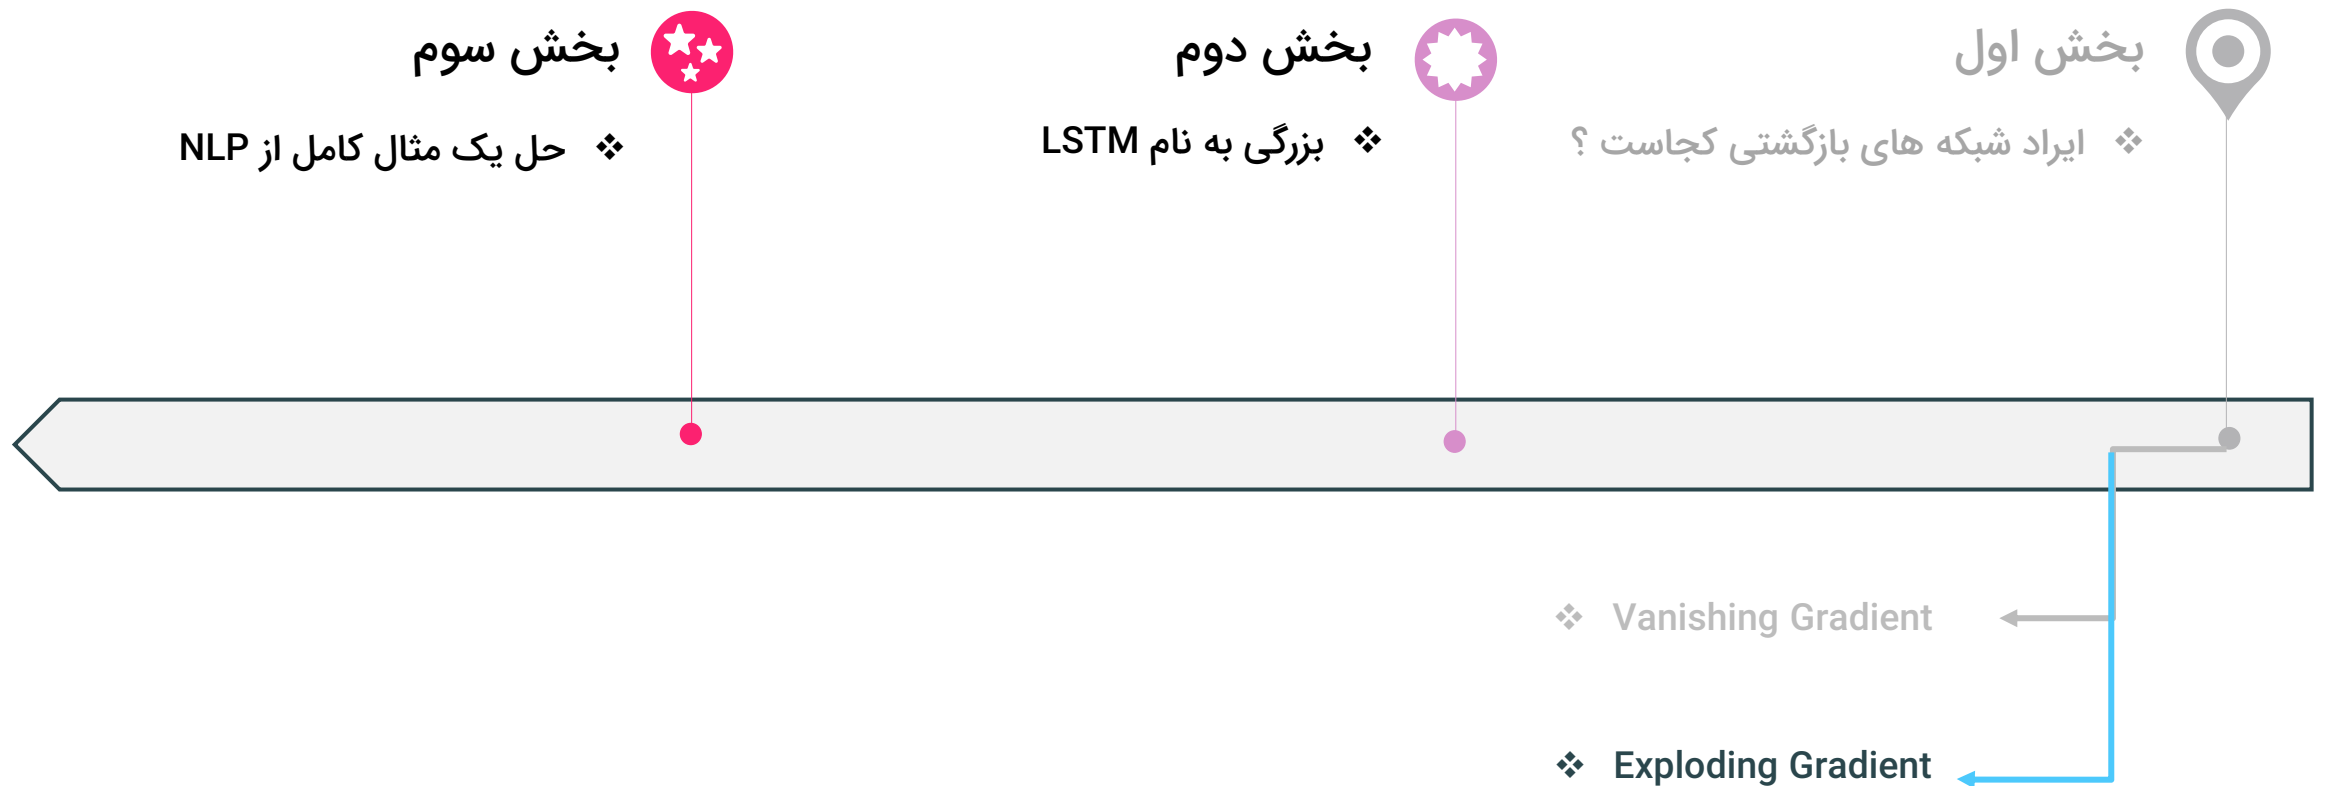 بخش اول
❖ ایراد شبکه های بازگشتی کجاست ؟
بخش دوم
❖ بزرگی به نام LSTM
بخش سوم
❖ حل یک مثال کامل از NLP
❖ Vanishing Gradient
❖ Exploding Gradient